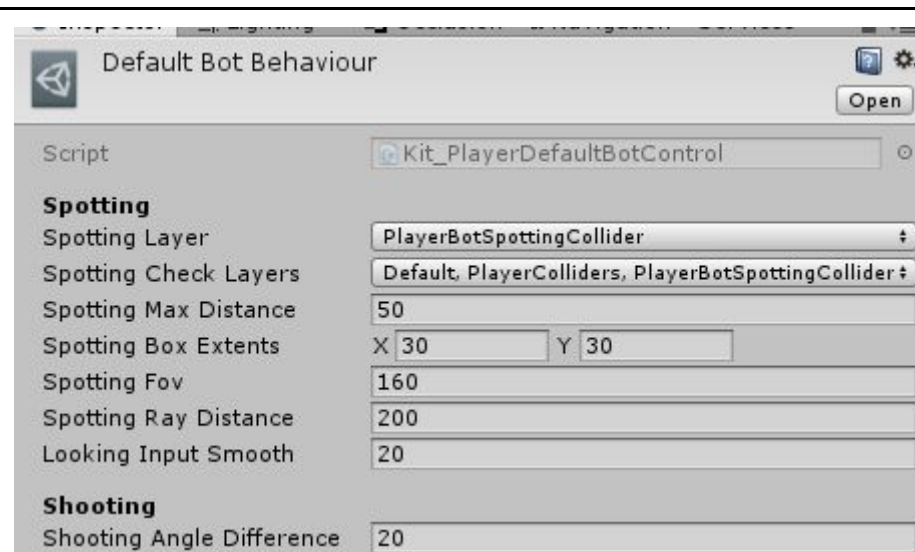 Default Bot Behaviour
Open
Script Kit_PlayerDefaultBotControl
Spotting
Spotting Layer PlayerBotSpottingCollider
Spotting Check Layers Default, PlayerColliders, PlayerBotSpottingCollider
Spotting Max Distance 50
Spotting Box Extents X 30 Y 30
Spotting Fov 160
Spotting Ray Distance 200
Looking Input Smooth 20
Shooting
Shooting Angle Difference 20